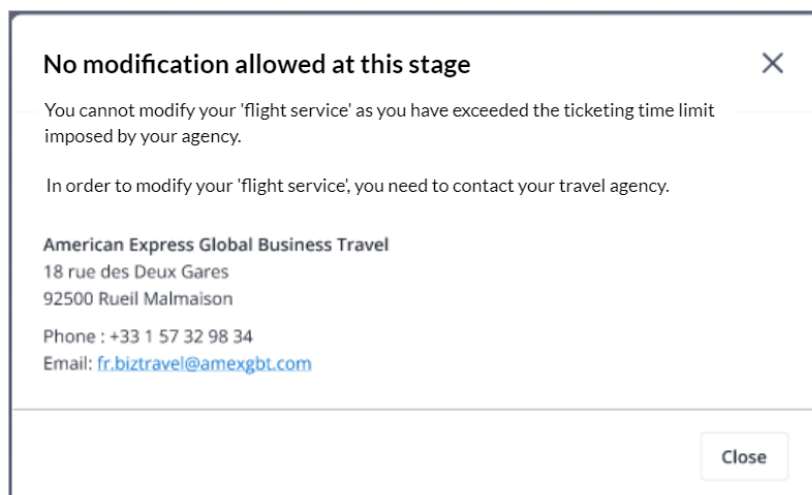 No modification allowed at this stage
You cannot modify your 'flight service' as you have exceeded the ticketing time limit
imposed by your agency.
In order to modify your 'flight service', you need to contact your travel agency.
American Express Global Business Travel
18 rue des Deux Gares
92500 Rueil Malmaison
Phone : +33 1 57 32 98 34
Email: fr.biztravel@amexgbt.com
Close